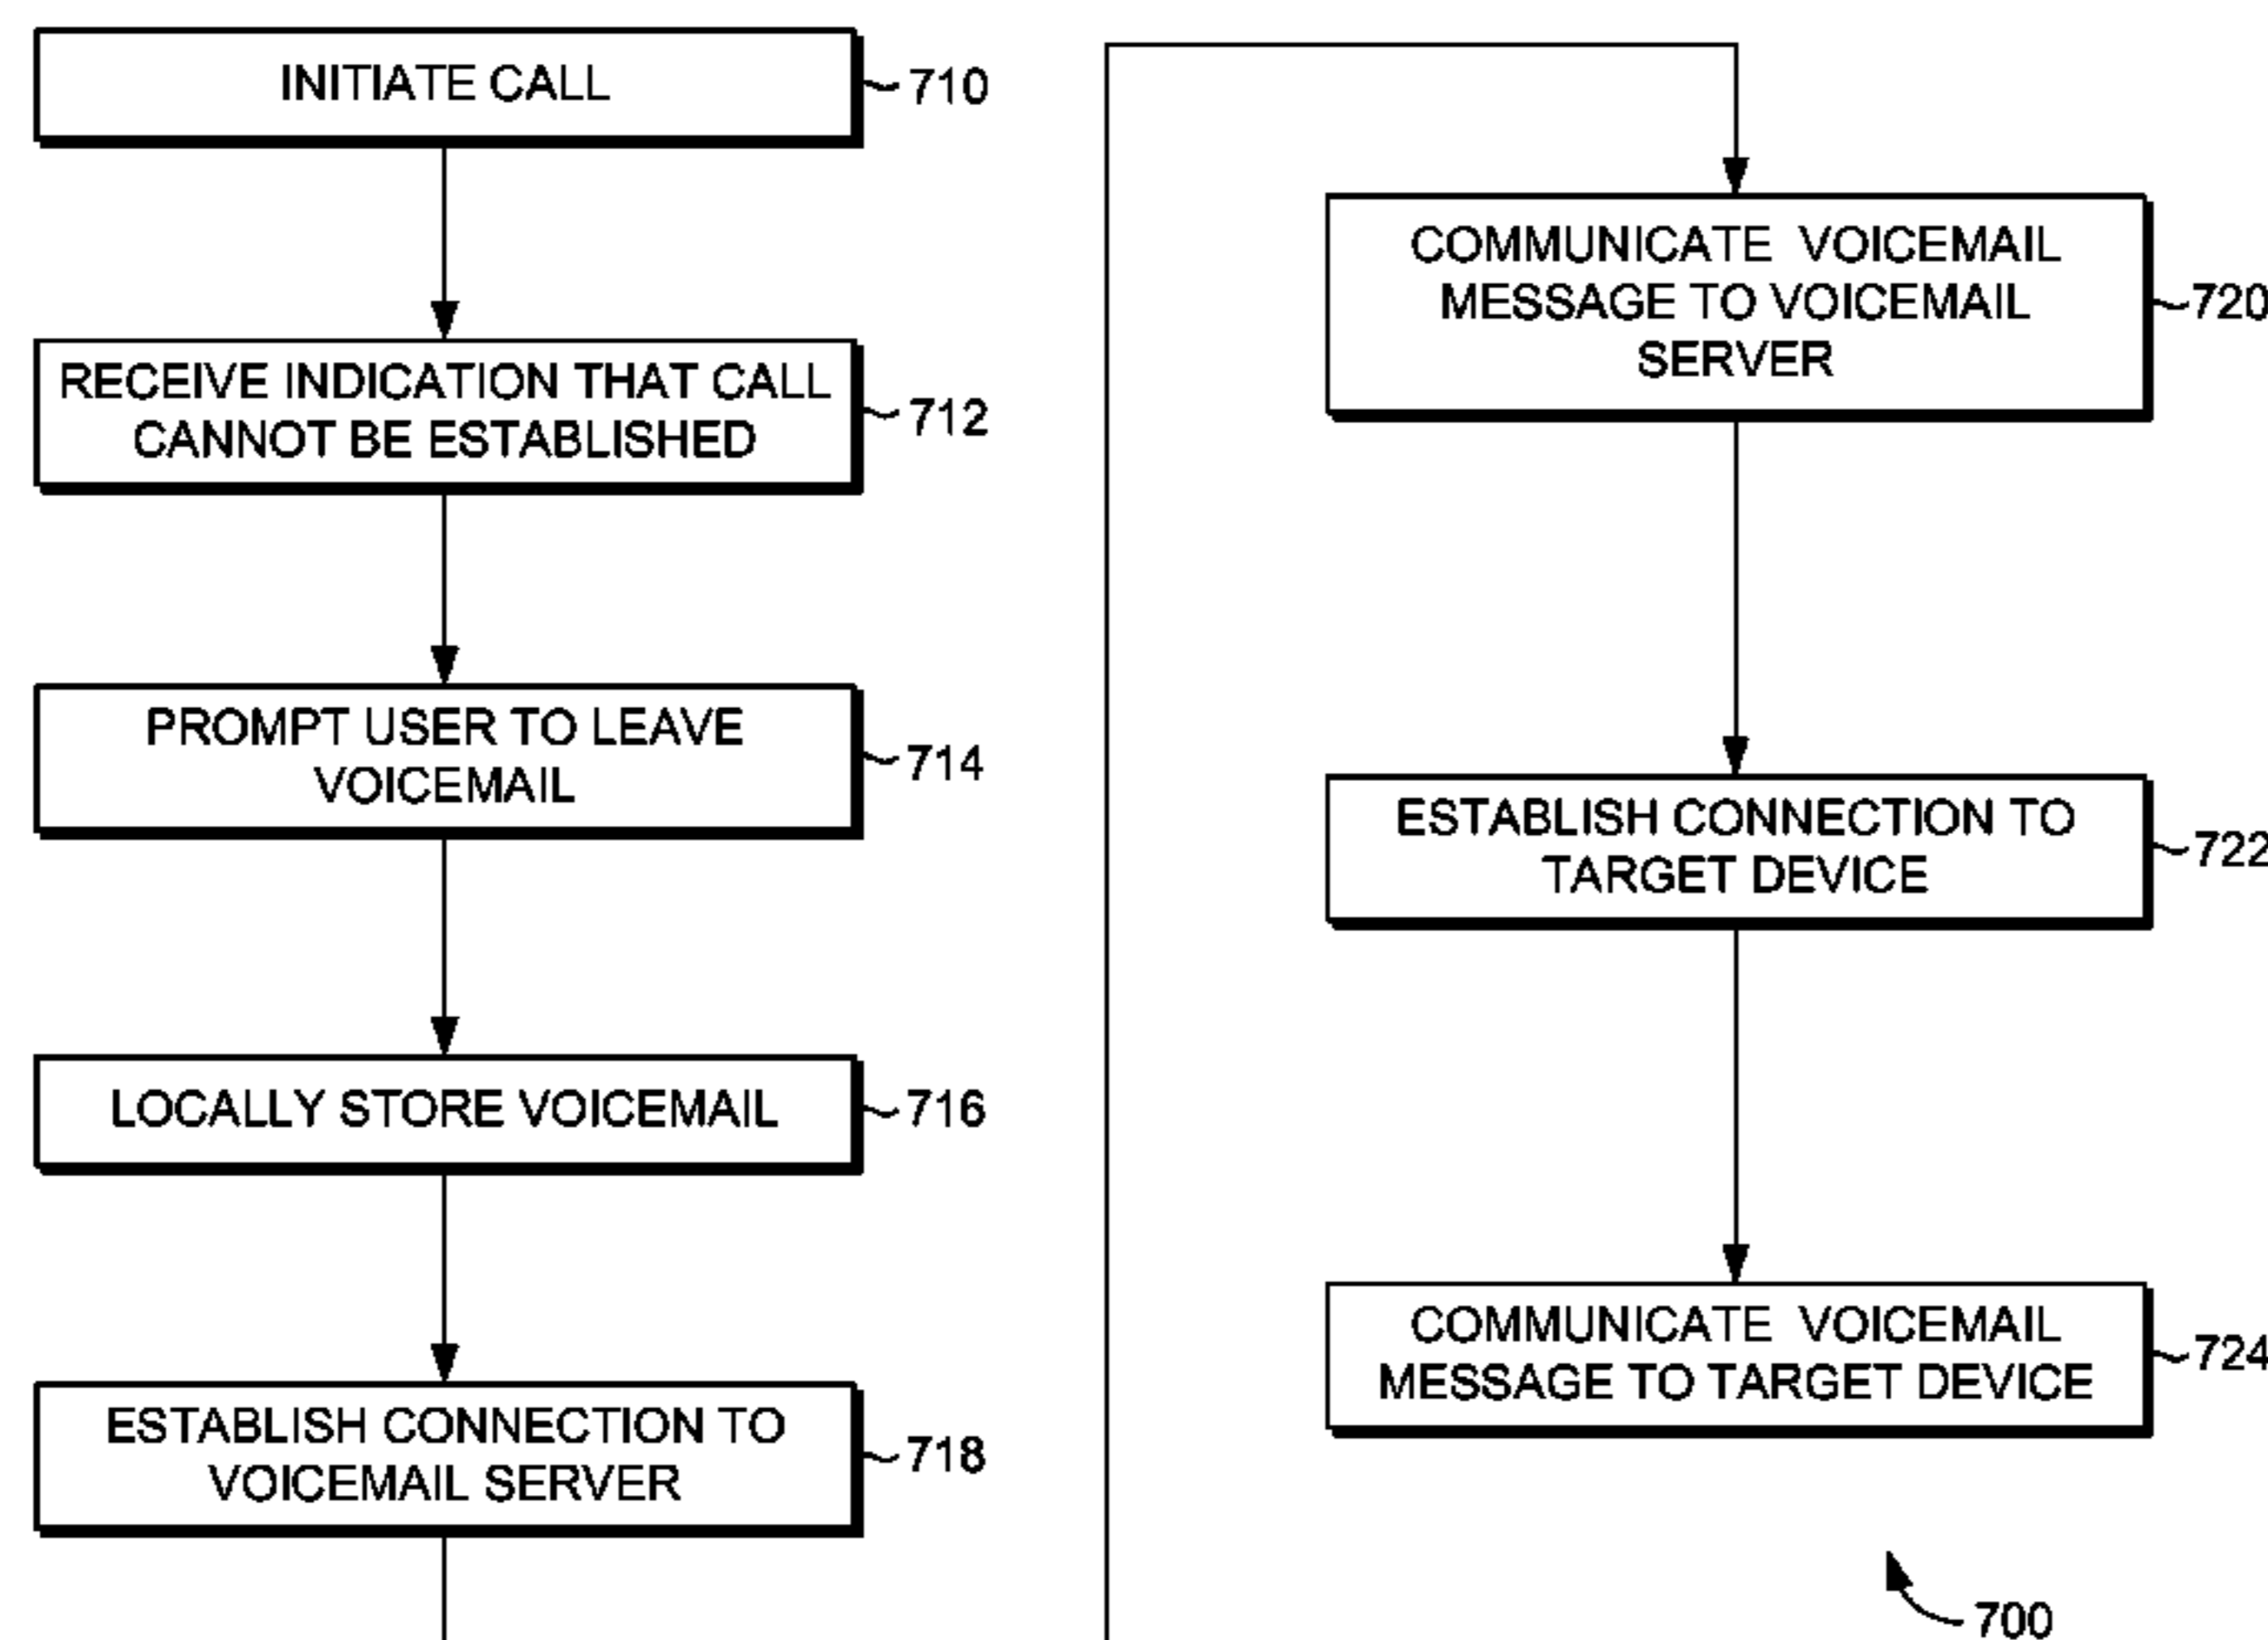 INITIATE CALL
710
RECEIVE INDICATION THAT CALL
CANNOT BE ESTABLISHED
712
PROMPT USER TO LEAVE
VOICEMAIL
714
LOCALLY STORE VOICEMAIL
716
ESTABLISH CONNECTION TO
VOICEMAIL SERVER
718
COMMUNICATE VOICEMAIL
MESSAGE TO VOICEMAIL
SERVER
720
ESTABLISH CONNECTION TO
TARGET DEVICE
722
COMMUNICATE VOICEMAIL
MESSAGE TO TARGET DEVICE
724
700